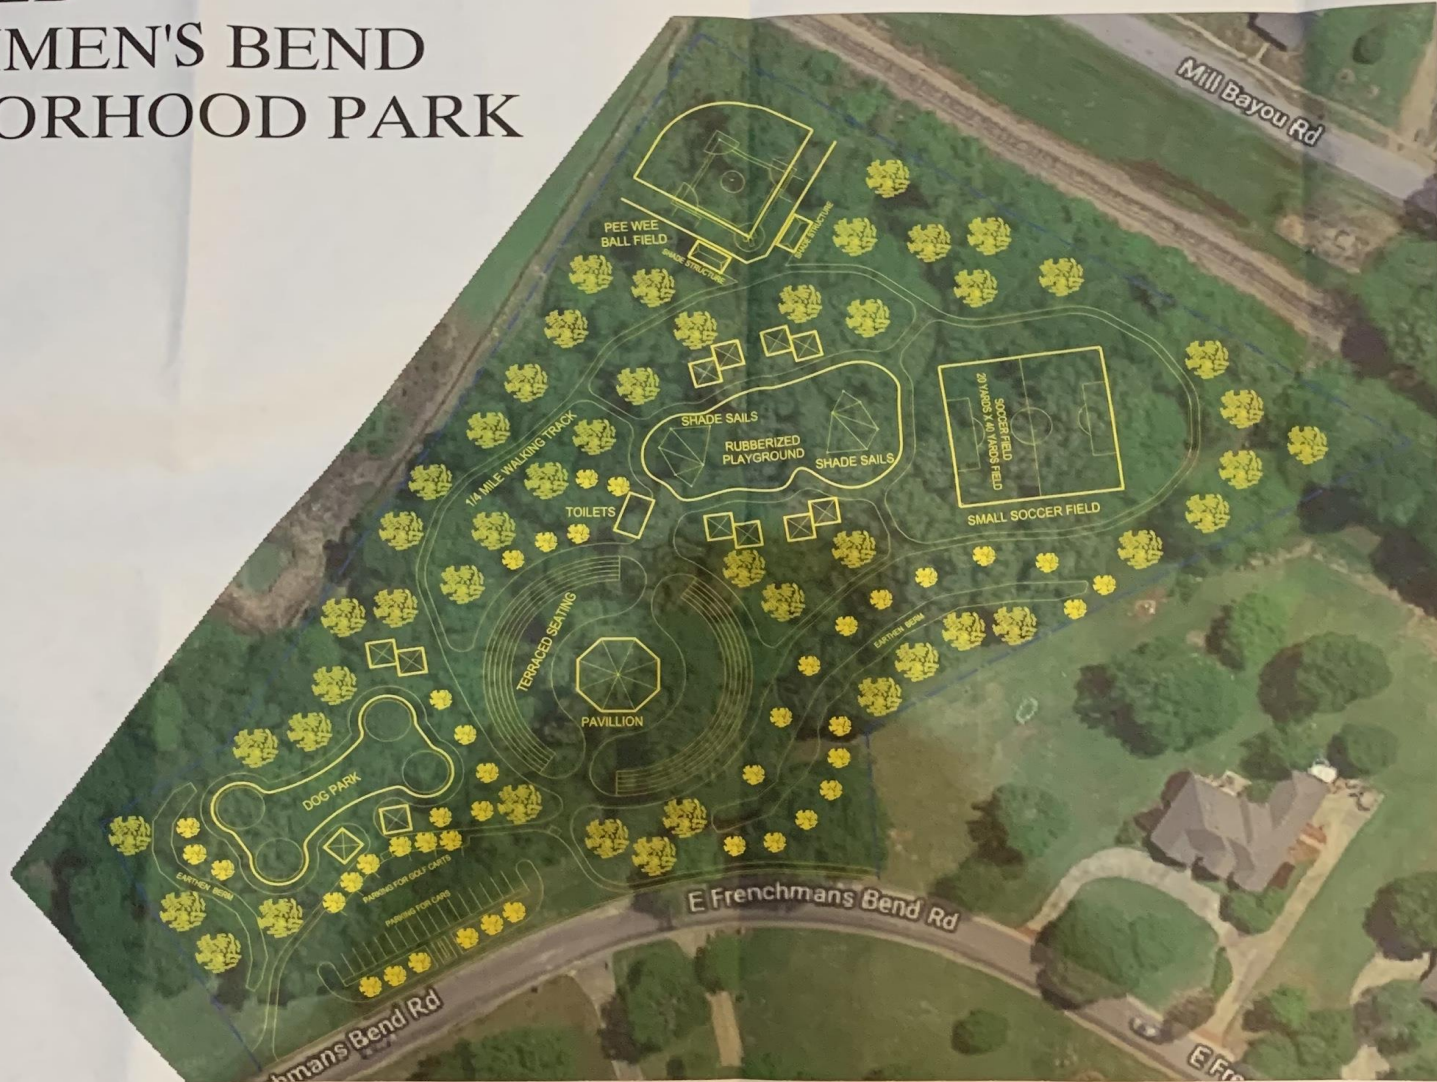 MEN'S BEND
ORHOOD PARK
Mill Bayou Rd
PEE WEE
BALL FIELD
SHADE STRUCTURE
SHADE STRUCTURE
1/4 MILE WALKING TRACK
SHADE SAILS
RUBBERIZED
PLAYGROUND
SHADE SAILS
SOCCER FIELD
20 YARDS X 40 YARDS FIELD
SMALL SOCCER FIELD
TOILETS
TERRACED SEATING
EARTHEN BERM
PAVILLION
DOG PARK
EARTHEN BERM
PARKING FOR GOLF CARTS
PARKING FOR CARS
E Frenchmans Bend Rd
hmans Bend Rd
E Fre